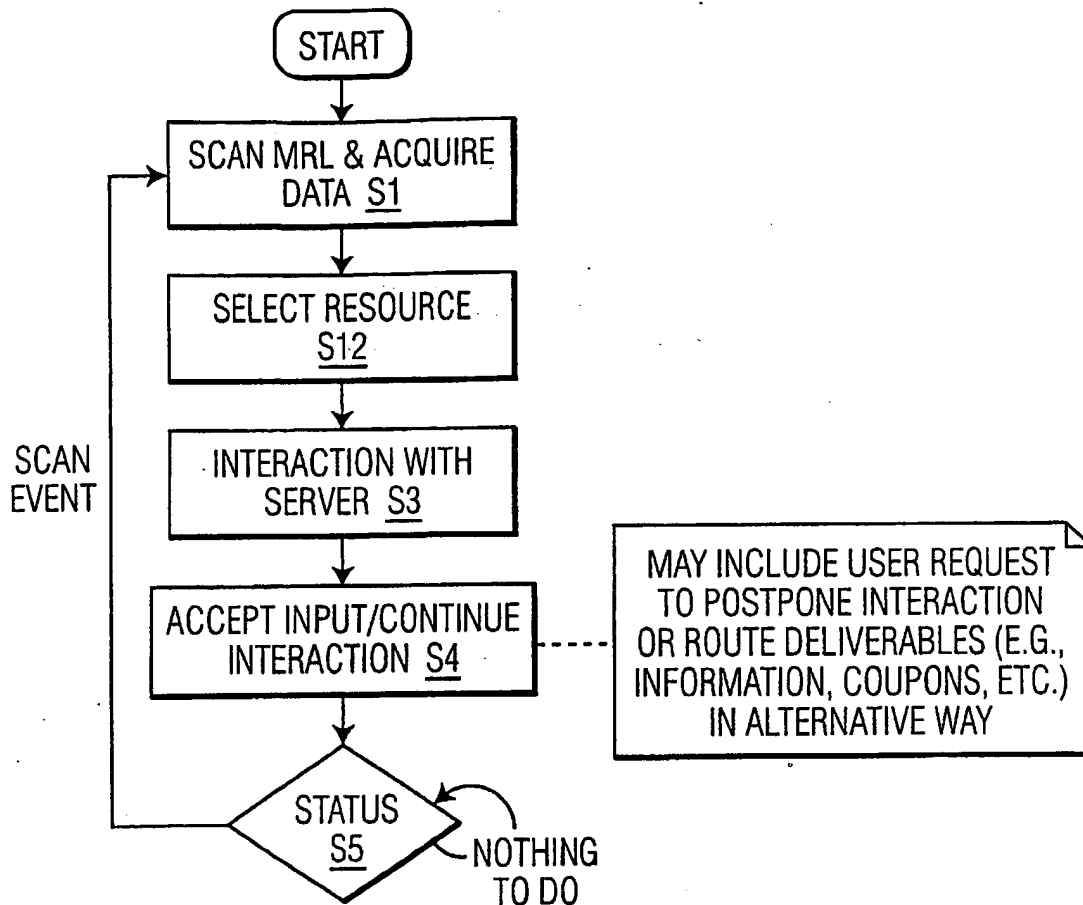 START
SCAN MRL & ACQUIRE
DATA S1
SELECT RESOURCE
S12
SCAN
EVENT
INTERACTION WITH
SERVER S3
ACCEPT INPUT/CONTINUE
INTERACTION S4
MAY INCLUDE USER REQUEST
TO POSTPONE INTERACTION
OR ROUTE DELIVERABLES (E.G.,
INFORMATION, COUPONS, ETC.)
IN ALTERNATIVE WAY
STATUS
S5
NOTHING
TO DO